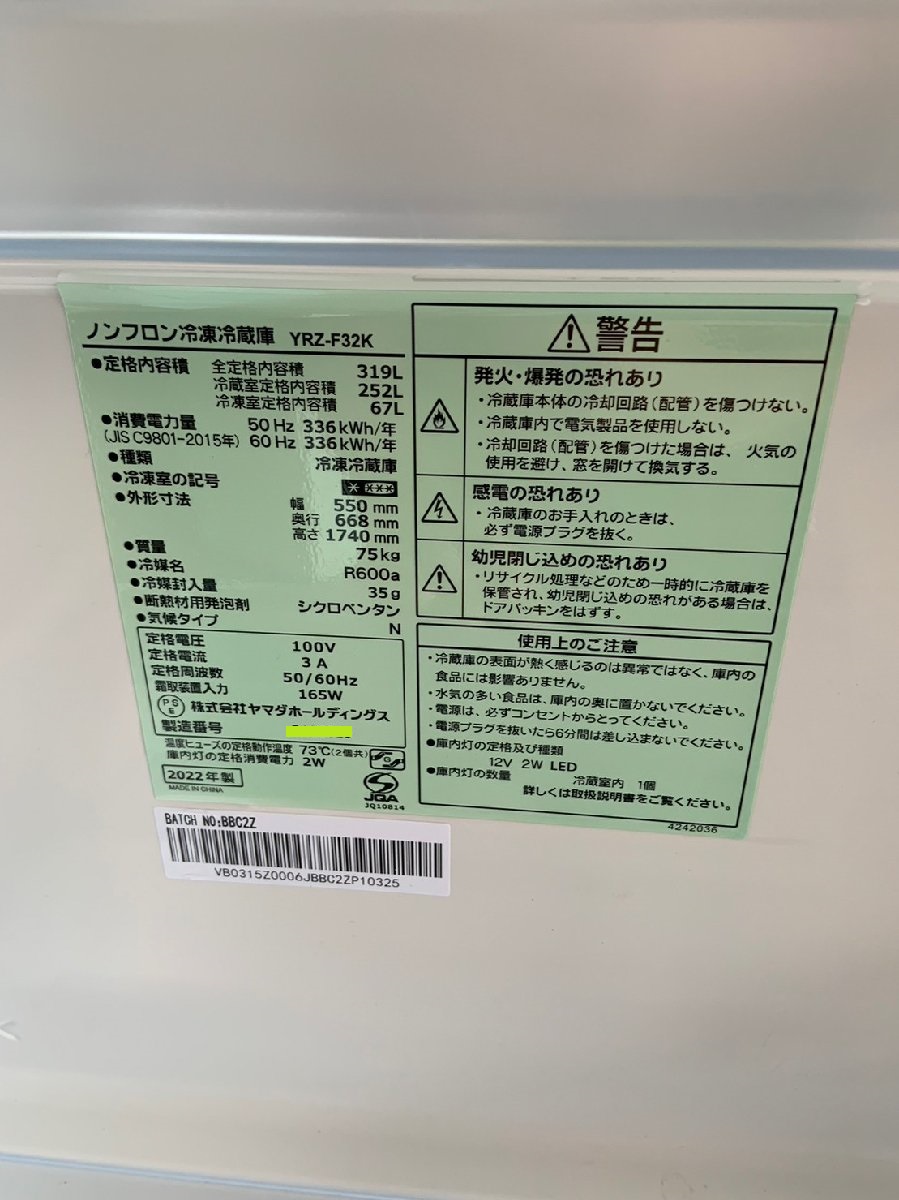 ノンフロン冷凍冷蔵庫 YRZ-F32K
●定格内容積 全定格内容積 319L
冷蔵室定格内容積 252L
冷凍室定格内容積 67L
●消費電力量 50 Hz 336kWh/年
(JIS C9801-2015年) 60 Hz 336kWh/年
●種類 冷凍冷蔵庫
●冷凍室の記号
●外形寸法 幅 550 mm
奥行 668 mm
高さ 1740 mm
●質量 75kg
●冷媒名 R600a
●冷媒封入量 35g
●断熱材用発泡剤 シクロペンタン
●気候タイプ N
定格電圧 100V
定格電流 3 A
定格周波数 50/60Hz
霜取装置入力 165W
PSE 株式会社ヤマダホールディングス
製造番号
温度ヒューズの定格動作温度 73℃(2個共)
庫内灯の定格消費電力 2W
2022年製
MADE IN CHINA
JQA
JQ10814
⚠警告
発火・爆発の恐れあり
・冷蔵庫本体の冷却回路(配管)を傷つけない。
・冷蔵庫内で電気製品を使用しない。
・冷却回路(配管)を傷つけた場合は、火気の
使用を避け、窓を開けて換気する。
感電の恐れあり
・冷蔵庫のお手入れのときは、
必ず電源プラグを抜く。
幼児閉じ込めの恐れあり
・リサイクル処理などのため一時的に冷蔵庫を
保管され、幼児閉じ込めの恐れがある場合は、
ドアパッキンをはずす。
使用上のご注意
・冷蔵庫の表面が熱く感じるのは異常ではなく、庫内の
食品には影響ありません。
・水気の多い食品は、庫内の奥に置かないでください。
・電源は、必ずコンセントからとってください。
・電源プラグを抜いたら6分間は差し込まないでください。
●庫内灯の定格及び種類
12V 2W LED
●庫内灯の数量 冷蔵室内 1個
詳しくは取扱説明書をご覧ください。
4242036
BATCH NO:BBC2Z
VB0315Z0006JBBC2ZP10325